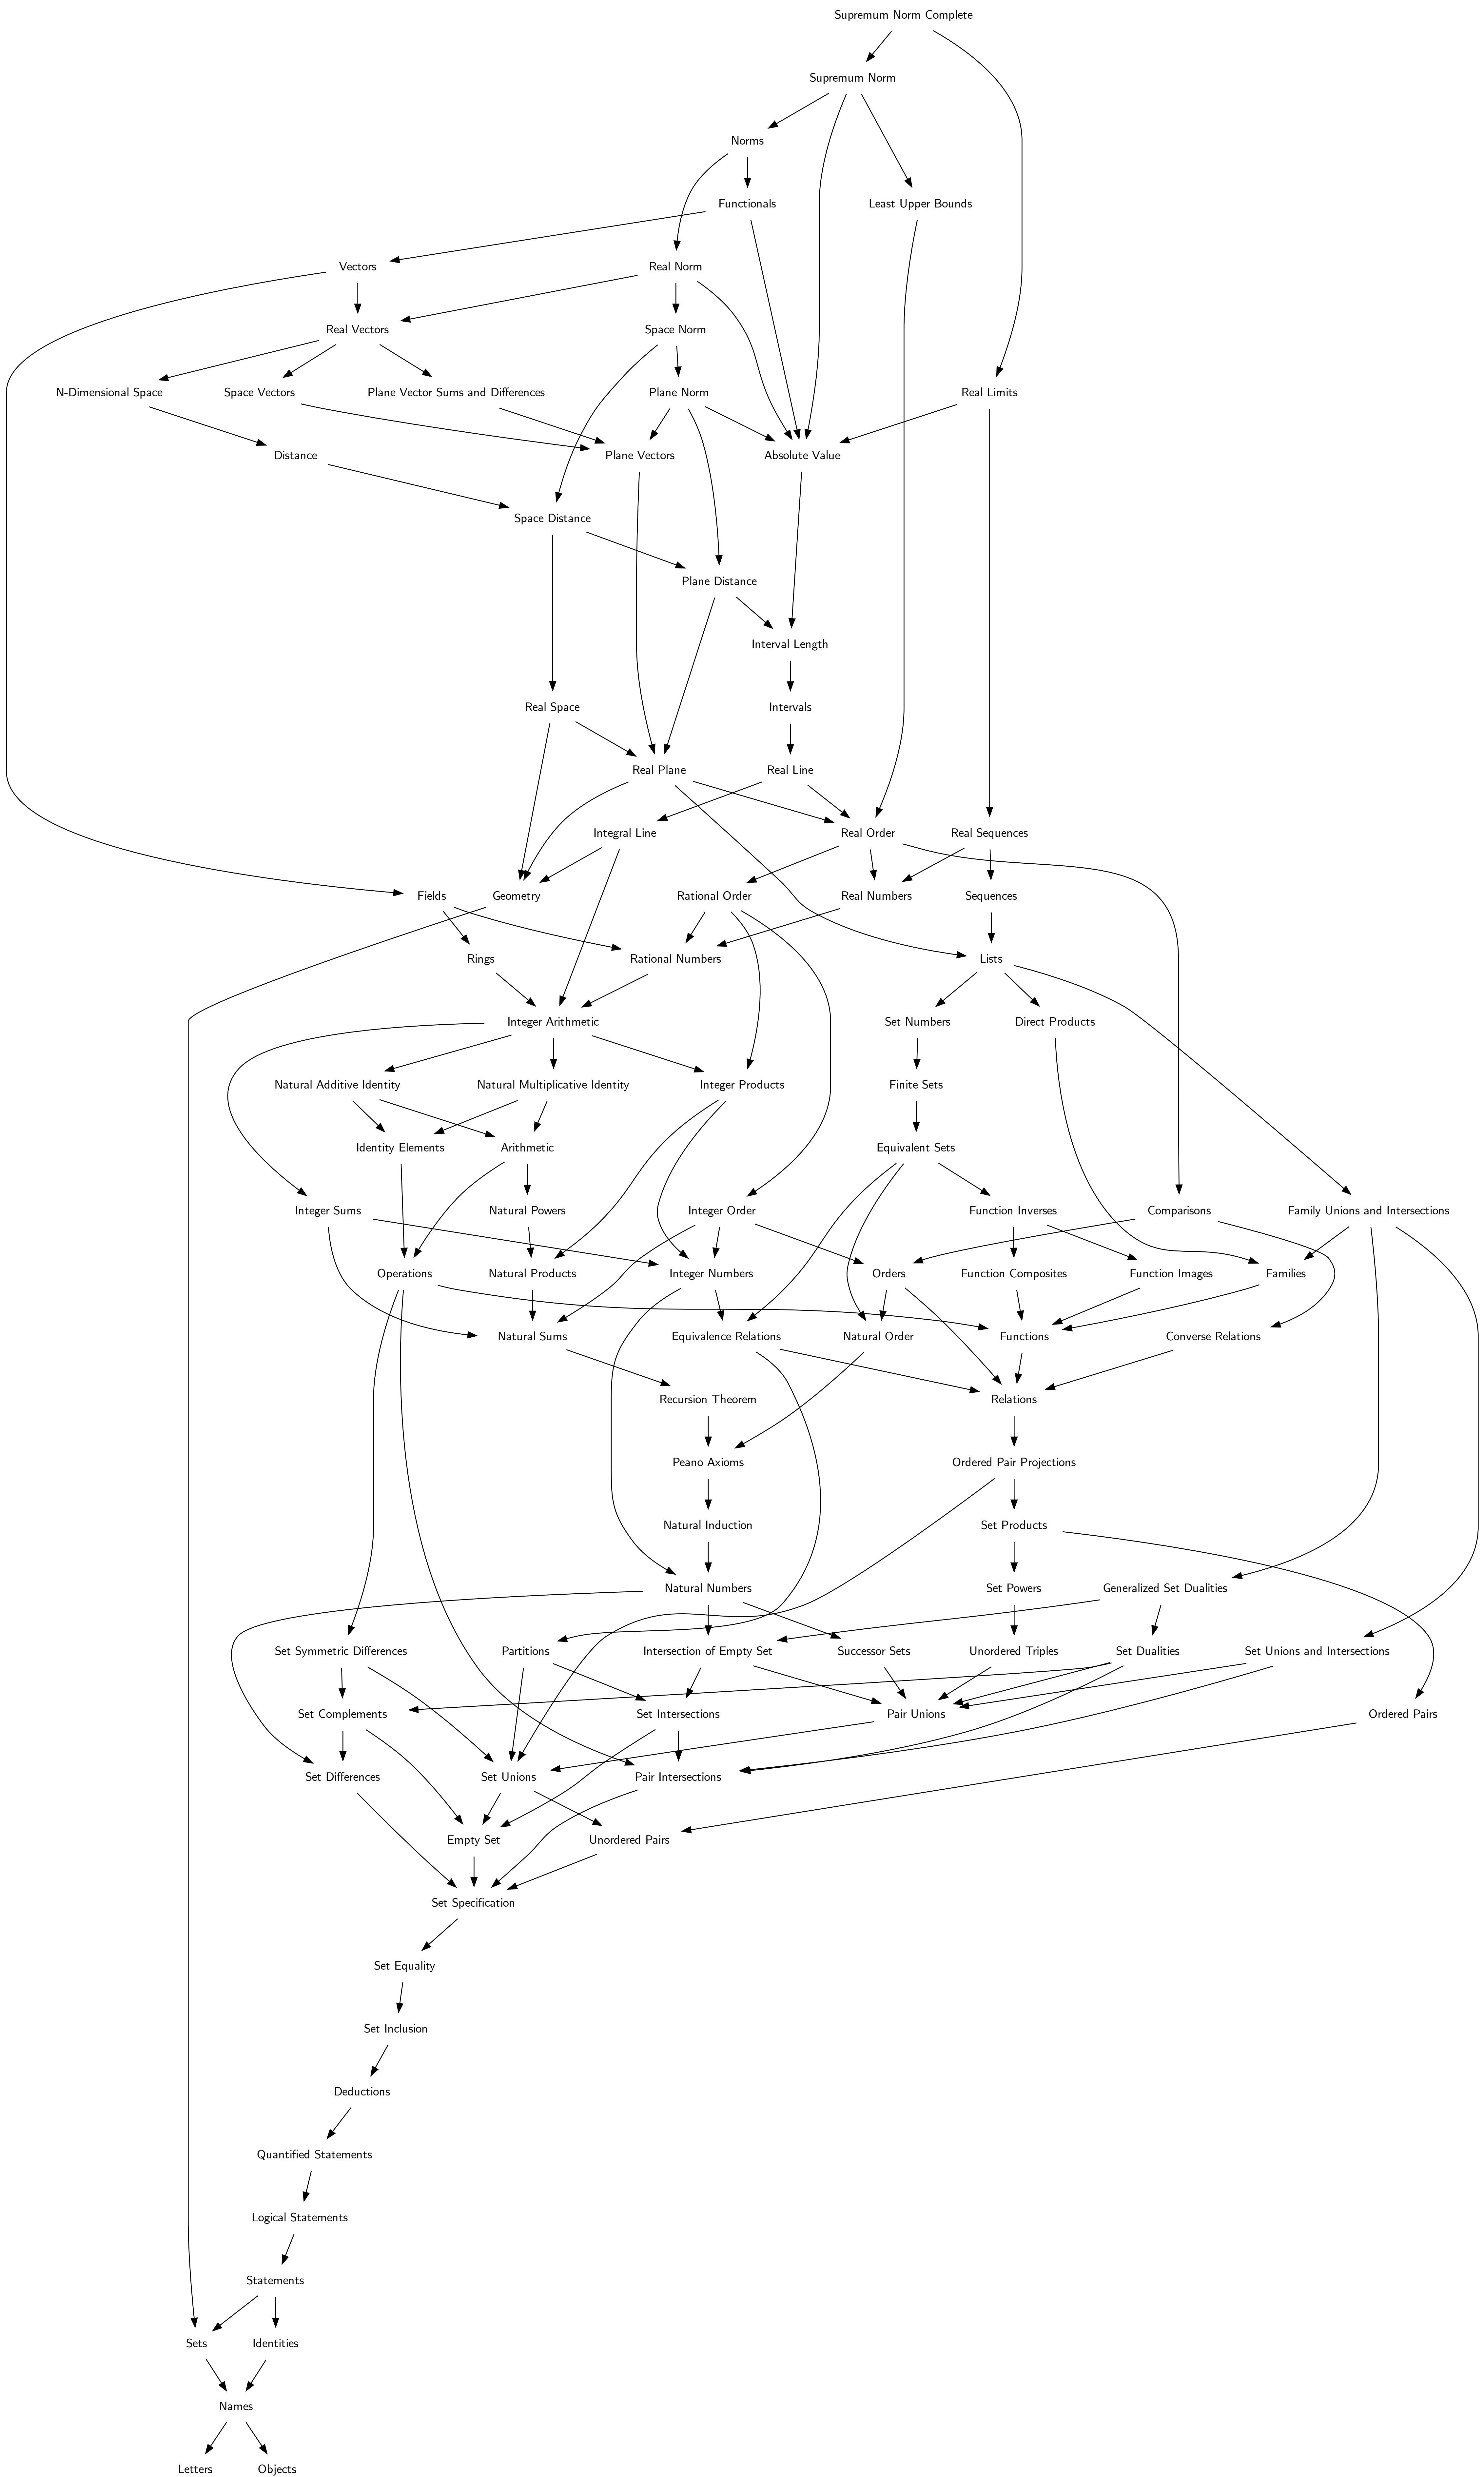 Supremum Norm Complete
Supremum Norm
Norms
Functionals
Least Upper Bounds
Vectors
Real Norm
Real Vectors
Space Norm
N-Dimensional Space
Space Vectors
Plane Vector Sums and Differences
Plane Norm
Real Limits
Distance
Plane Vectors
Absolute Value
Space Distance
Plane Distance
Interval Length
Real Space
Intervals
Real Plane
Real Line
Integral Line
Real Order
Real Sequences
Fields
Geometry
Rational Order
Real Numbers
Sequences
Rings
Rational Numbers
Lists
Integer Arithmetic
Set Numbers
Direct Products
Natural Additive Identity
Natural Multiplicative Identity
Integer Products
Finite Sets
Identity Elements
Arithmetic
Equivalent Sets
Integer Sums
Natural Powers
Integer Order
Function Inverses
Comparisons
Family Unions and Intersections
Operations
Natural Products
Integer Numbers
Orders
Function Composites
Function Images
Families
Natural Sums
Equivalence Relations
Natural Order
Functions
Converse Relations
Recursion Theorem
Relations
Peano Axioms
Ordered Pair Projections
Natural Induction
Set Products
Natural Numbers
Set Powers
Generalized Set Dualities
Set Symmetric Differences
Partitions
Intersection of Empty Set
Successor Sets
Unordered Triples
Set Dualities
Set Unions and Intersections
Set Complements
Set Intersections
Pair Unions
Ordered Pairs
Set Differences
Set Unions
Pair Intersections
Empty Set
Unordered Pairs
Set Specification
Set Equality
Set Inclusion
Deductions
Quantified Statements
Logical Statements
Statements
Sets
Identities
Names
Letters
Objects